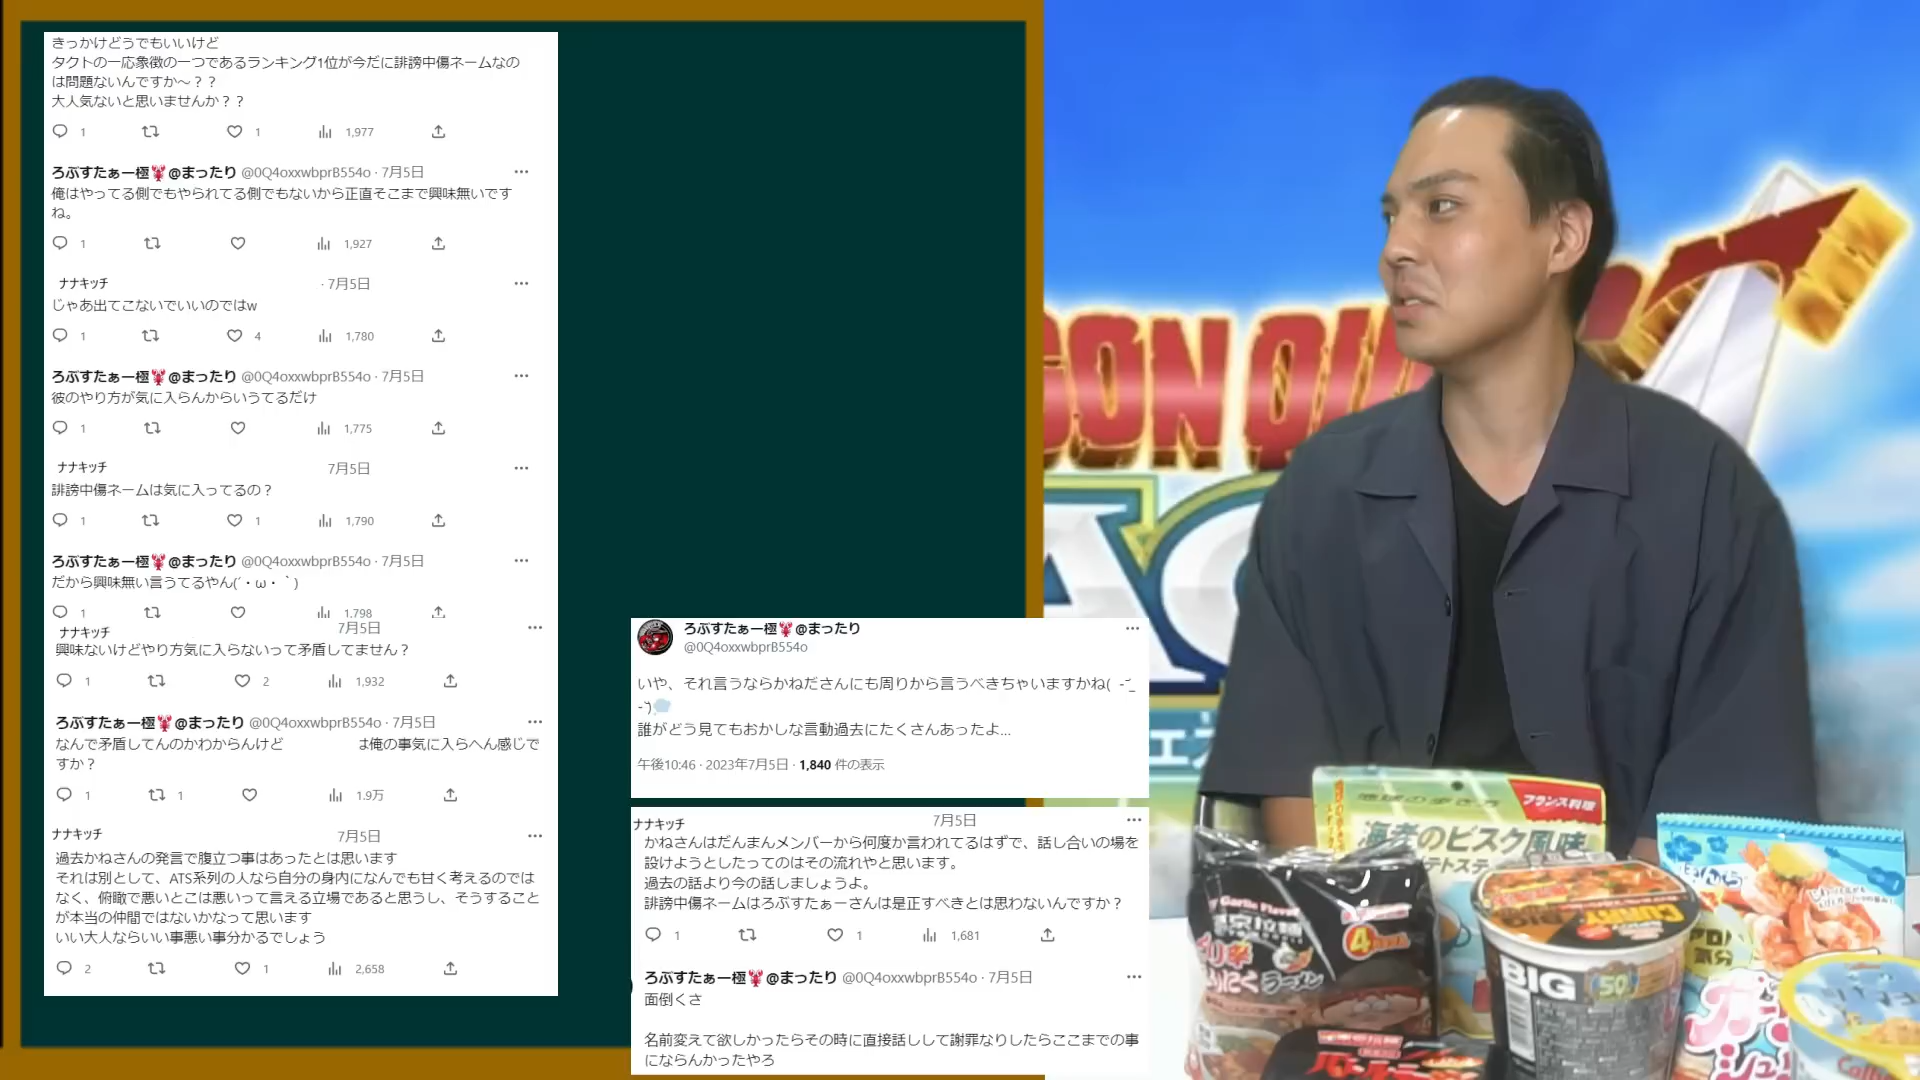 きっかけどうでもいいけど
タクトの一応象徴の一つであるランキング1位が今だに誹謗中傷ネームなの
は問題ないんですか〜？？
大人気ないと思いませんか？？
1 1 1,977
ろぶすたぁー極🦞@まったり @0Q4oxxwbprB554o · 7月5日
俺はやってる側でもやられてる側でもないから正直そこまで興味無いです
ね。
1 1,927
ナナキッチ · 7月5日
じゃあ出てこないでいいのではw
1 4 1,780
ろぶすたぁー極🦞@まったり @0Q4oxxwbprB554o · 7月5日
彼のやり方が気に入らんからいうてるだけ
1 1,775
ナナキッチ 7月5日
誹謗中傷ネームは気に入ってるの？
1 1 1,790
ろぶすたぁー極🦞@まったり @0Q4oxxwbprB554o · 7月5日
だから興味無い言うてるやん(´・ω・｀)
1 1,798
ナナキッチ 7月5日
興味ないけどやり方気に入らないって矛盾してません？
1 2 1,932
ろぶすたぁー極🦞@まったり @0Q4oxxwbprB554o · 7月5日
なんで矛盾してんのかわからんけど は俺の事気に入らへん感じで
すか？
1 1 1.9万
ナナキッチ 7月5日
過去かねさんの発言で腹立つ事はあったとは思います
それは別として、ATS系列の人なら自分の身内になんでも甘く考えるのでは
なく、俯瞰で悪いとこは悪いって言える立場であると思うし、そうすること
が本当の仲間ではないかなって思います
いい大人ならいい事悪い事分かるでしょう
2 1 2,658
ろぶすたぁー極🦞@まったり
@0Q4oxxwbprB554o
いや、それ言うならかねださんにも周りから言うべきちゃいますかね( -᷄_
-᷅)💭
誰がどう見てもおかしな言動過去にたくさんあったよ...
午後10:46 · 2023年7月5日 · 1,840 件の表示
ナナキッチ 7月5日
かねさんはだんまんメンバーから何度か言われてるはずで、話し合いの場を
設けようとしたってのはその流れやと思います。
過去の話より今の話しましょうよ。
誹謗中傷ネームはろぶすたぁーさんは是正すべきとは思わないんですか？
1 1 1,681
ろぶすたぁー極🦞@まったり @0Q4oxxwbprB554o · 7月5日
面倒くさ
名前変えて欲しかったらその時に直接話しして謝罪なりしたらここまでの事
にならんかったやろ
フランス料理
海老のビスク風味
4
にんにくラーメン
CURRY
BIG
50